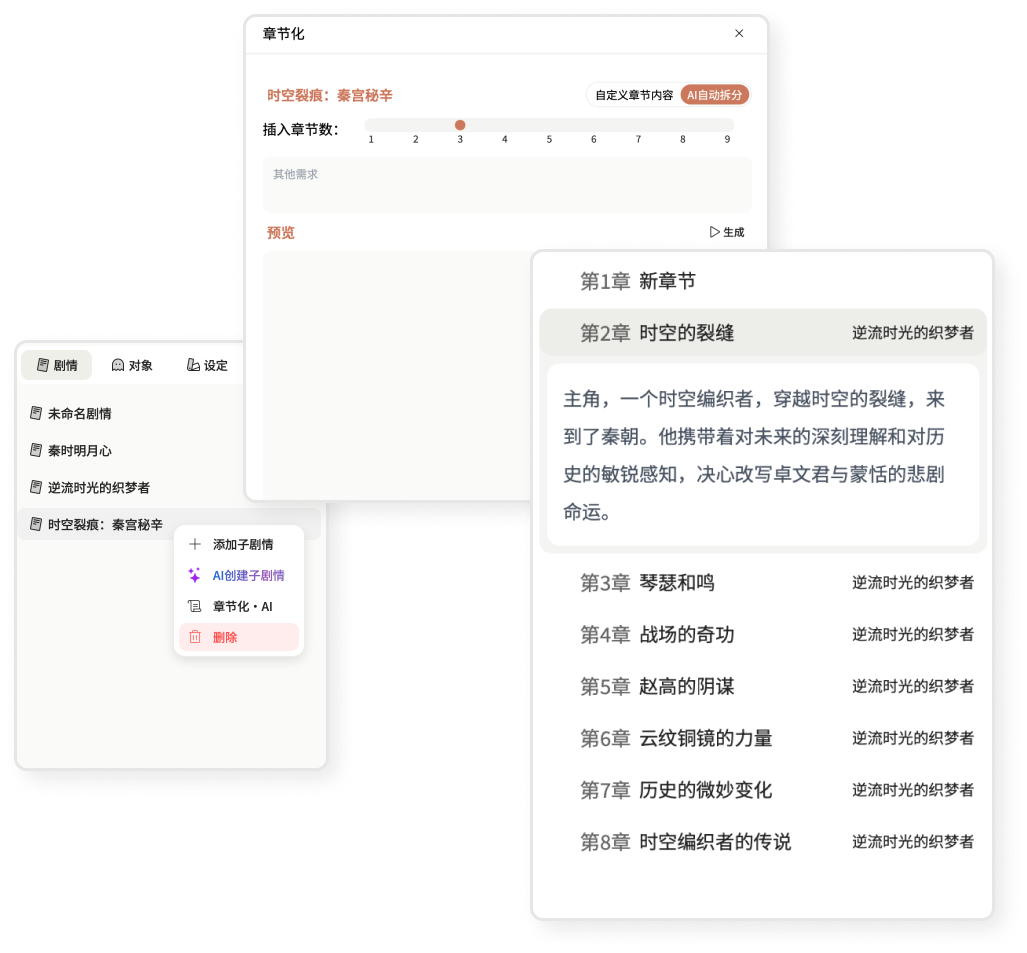 章节化
时空裂痕：秦宫秘辛
自定义章节内容 AI自动拆分
插入章节数：
1 2 3 4 5 6 7 8 9
其他需求
预览
生成
剧情 对象 设定
未命名剧情
秦时明月心
逆流时光的织梦者
时空裂痕：秦宫秘辛
添加子剧情
AI创建子剧情
章节化・AI
删除
第1章 新章节
第2章 时空的裂缝 逆流时光的织梦者
主角，一个时空编织者，穿越时空的裂缝，来
到了秦朝。他携带着对未来的深刻理解和对历
史的敏锐感知，决心改写卓文君与蒙恬的悲剧
命运。
第3章 琴瑟和鸣 逆流时光的织梦者
第4章 战场的奇功 逆流时光的织梦者
第5章 赵高的阴谋 逆流时光的织梦者
第6章 云纹铜镜的力量 逆流时光的织梦者
第7章 历史的微妙变化 逆流时光的织梦者
第8章 时空编织者的传说 逆流时光的织梦者